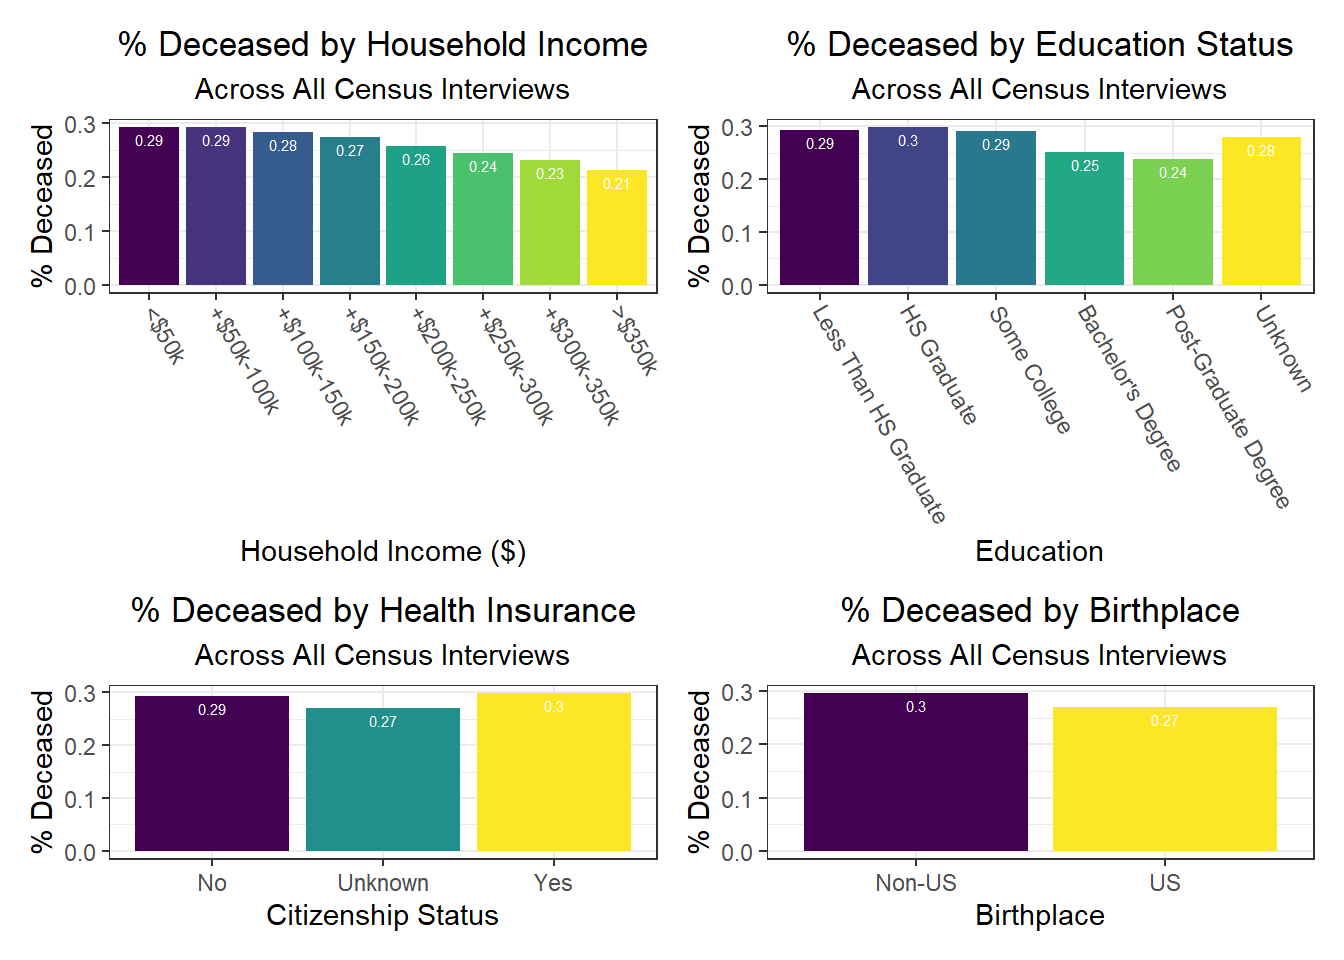 % Deceased by Household Income
Across All Census Interviews
% Deceased
0.3
0.2
0.1
0.0
0.29
0.29
0.28
0.27
0.26
0.24
0.23
0.21
<$50k
+$50k-100k
+$100k-150k
+$150k-200k
+$200k-250k
+$250k-300k
+$300k-350k
>$350k
Household Income ($)
% Deceased by Education Status
Across All Census Interviews
% Deceased
0.3
0.2
0.1
0.0
0.29
0.3
0.29
0.25
0.24
0.28
Less Than HS Graduate
HS Graduate
Some College
Bachelor's Degree
Post-Graduate Degree
Unknown
Education
% Deceased by Health Insurance
Across All Census Interviews
% Deceased
0.3
0.2
0.1
0.0
0.29
0.27
0.3
No
Unknown
Yes
Citizenship Status
% Deceased by Birthplace
Across All Census Interviews
% Deceased
0.3
0.2
0.1
0.0
0.3
0.27
Non-US
US
Birthplace